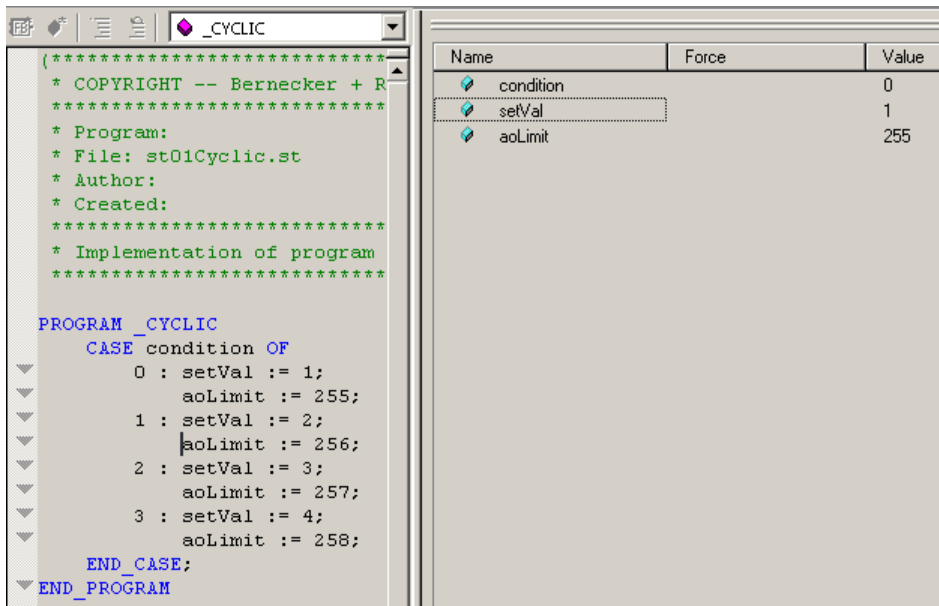 FBI
_CYCLIC
(****************************
* COPYRIGHT -- Bernecker + R
****************************
* Program:
* File: st01Cyclic.st
* Author:
* Created:
****************************
* Implementation of program
****************************
PROGRAM _CYCLIC
CASE condition OF
0 : setVal := 1;
aoLimit := 255;
1 : setVal := 2;
aoLimit := 256;
2 : setVal := 3;
aoLimit := 257;
3 : setVal := 4;
aoLimit := 258;
END_CASE;
END_PROGRAM
Name Force Value
condition 0
setVal 1
aoLimit 255